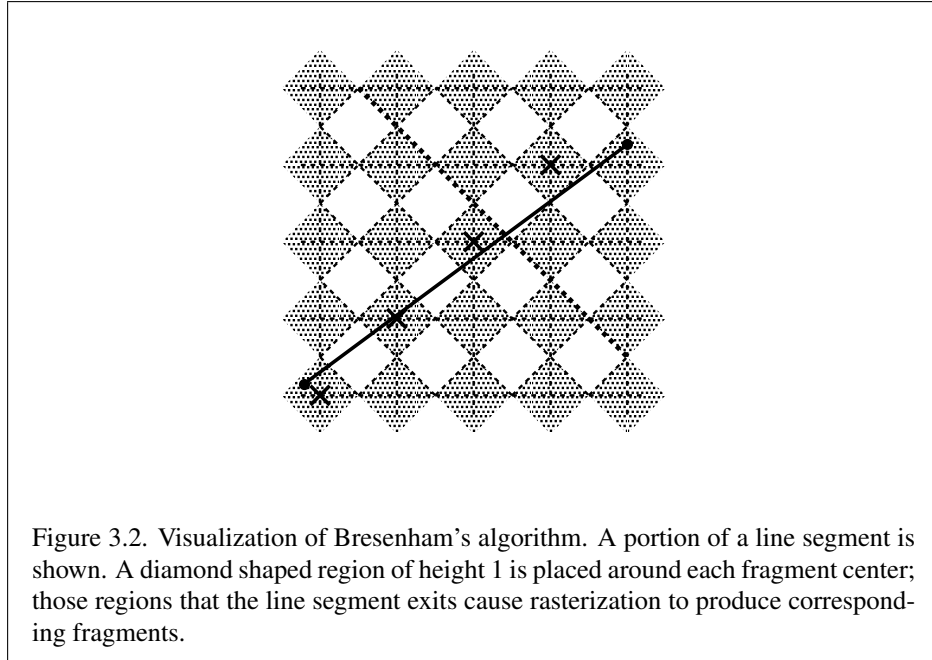 Figure 3.2. Visualization of Bresenham's algorithm. A portion of a line segment is
shown. A diamond shaped region of height 1 is placed around each fragment center;
those regions that the line segment exits cause rasterization to produce correspond-
ing fragments.